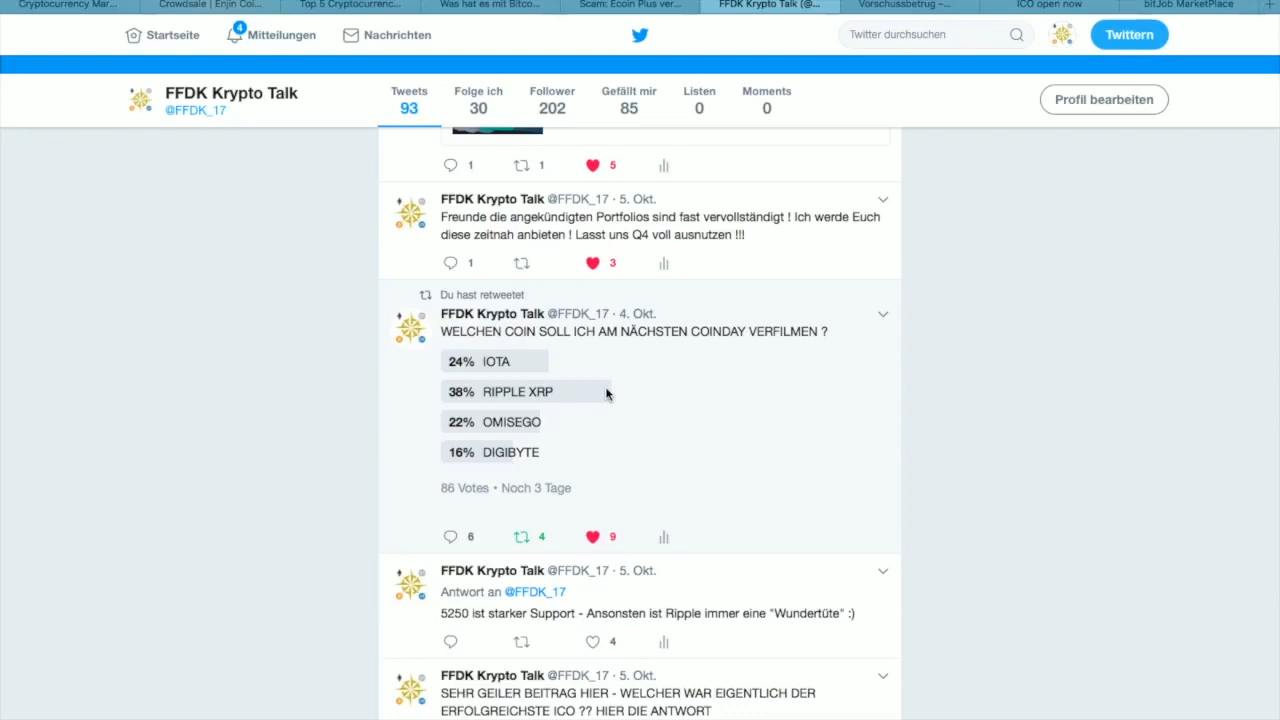 Cryptocurrency Mar... Crowdsale | Enjin Coi... Top 5 Cryptocurrenc... Was hat es mit Bitco... Scam: Ecoin Plus ver... FFDK Krypto Talk (@... Vorschussbetrug –... ICO open now bitJob MarketPlace
Startseite 4 Mitteilungen Nachrichten Twitter durchsuchen Twittern
FFDK Krypto Talk
@FFDK_17
Tweets Folge ich Follower Gefällt mir Listen Moments
93 30 202 85 0 0
Profil bearbeiten
1 1 5
FFDK Krypto Talk @FFDK_17 · 5. Okt.
Freunde die angekündigten Portfolios sind fast vervollständigt ! Ich werde Euch
diese zeitnah anbieten ! Lasst uns Q4 voll ausnutzen !!!
1 3
Du hast retweetet
FFDK Krypto Talk @FFDK_17 · 4. Okt.
WELCHEN COIN SOLL ICH AM NÄCHSTEN COINDAY VERFILMEN ?
24% IOTA
38% RIPPLE XRP
22% OMISEGO
16% DIGIBYTE
86 Votes • Noch 3 Tage
6 4 9
FFDK Krypto Talk @FFDK_17 · 5. Okt.
Antwort an @FFDK_17
5250 ist starker Support - Ansonsten ist Ripple immer eine "Wundertüte" :)
4
FFDK Krypto Talk @FFDK_17 · 5. Okt.
SEHR GEILER BEITRAG HIER - WELCHER WAR EIGENTLICH DER
ERFOLGREICHSTE ICO ?? HIER DIE ANTWORT